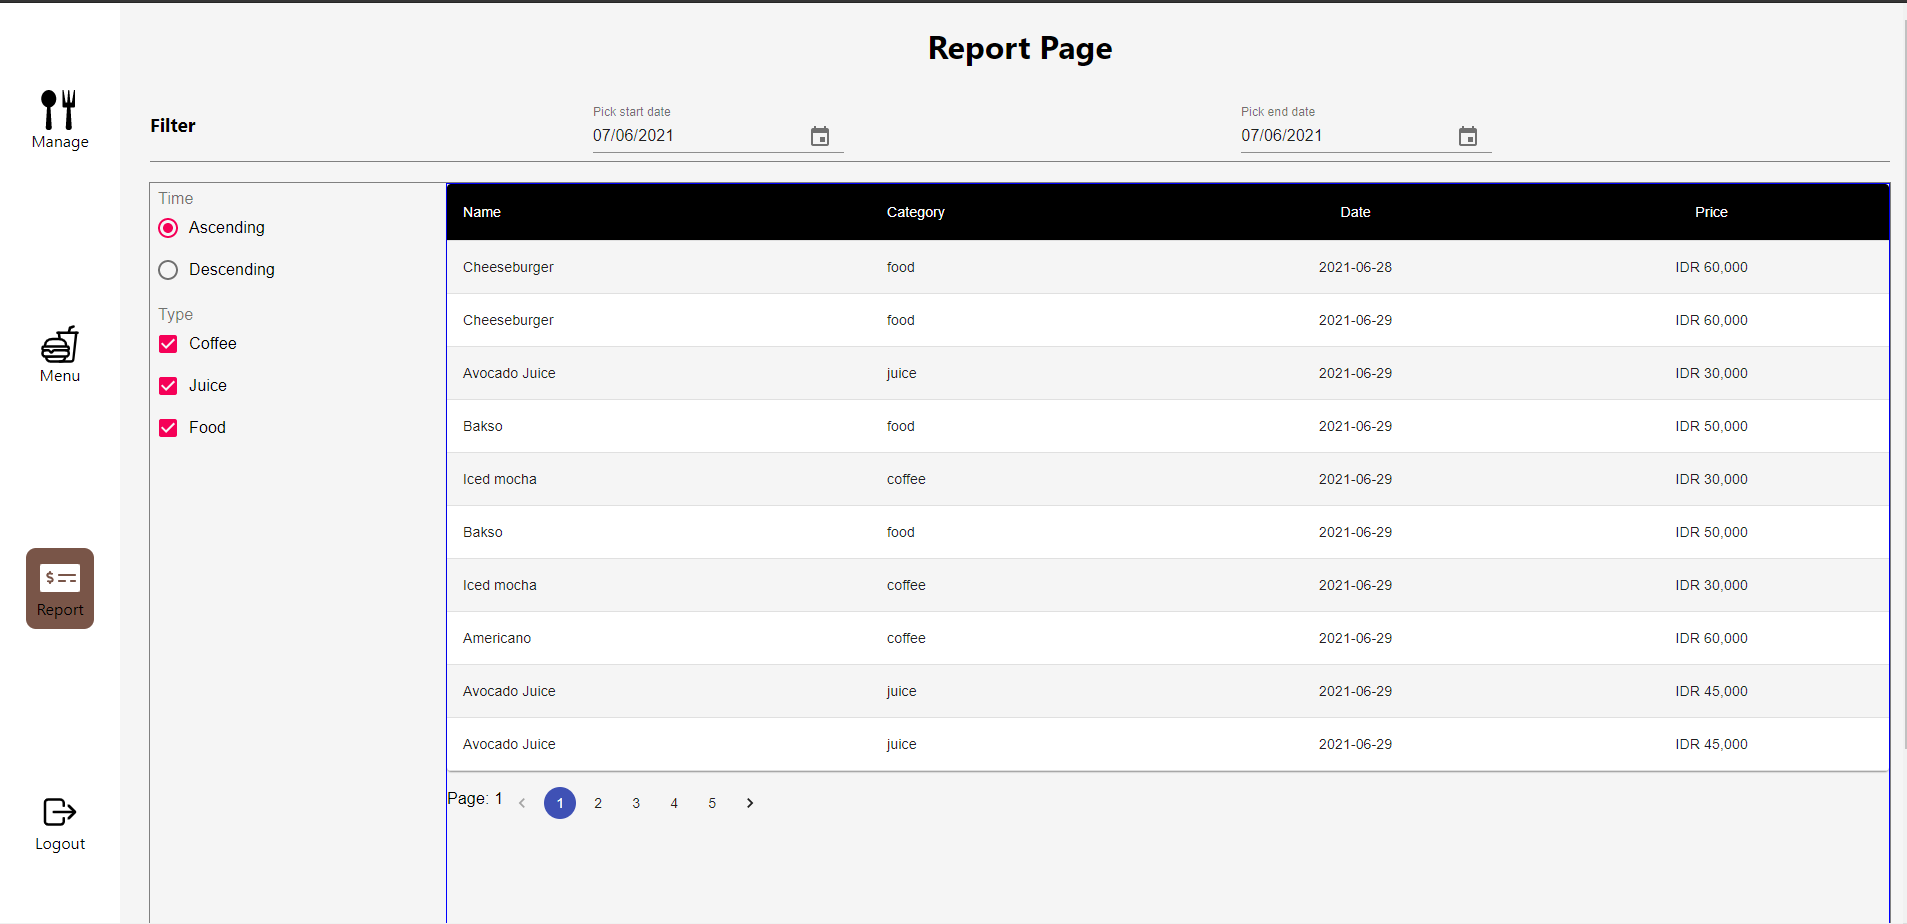 Report Page
Manage
Menu
$
Report
Logout
Filter
Pick start date
07/06/2021
Pick end date
07/06/2021
Time
Ascending
Descending
Type
Coffee
Juice
Food
Name Category Date Price
Cheeseburger food 2021-06-28 IDR 60,000
Cheeseburger food 2021-06-29 IDR 60,000
Avocado Juice juice 2021-06-29 IDR 30,000
Bakso food 2021-06-29 IDR 50,000
Iced mocha coffee 2021-06-29 IDR 30,000
Bakso food 2021-06-29 IDR 50,000
Iced mocha coffee 2021-06-29 IDR 30,000
Americano coffee 2021-06-29 IDR 60,000
Avocado Juice juice 2021-06-29 IDR 45,000
Avocado Juice juice 2021-06-29 IDR 45,000
Page: 1 ‹ 1 2 3 4 5 ›